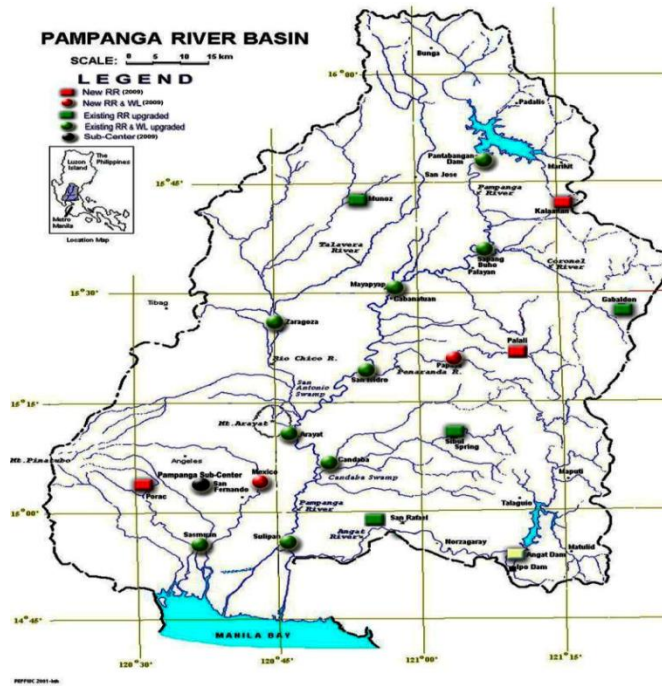 PAMPANGA RIVER BASIN
SCALE: 0 5 10 15 km
LEGEND
New RR (2009)
New RR & WL (2009)
Existing RR upgraded
Existing RR & WL upgraded
Sub-Center (2009)
Luzon Island
The Philippines
Metro Manila
Location Map
Bunga
16 00
Padalis
Pantabangan Dam
Marikit
San Jose
15 45
Pampanga River
Munoz
Talavera River
Sapang Buho
Palayan
Coronel River
Mayapyap
Cabanatuan
15 30
Tibag
Gabaldon
Zaragoza
Rio Chico R.
Palali
Penaranda R.
San Isidro
San Antonio Swamp
15 15
Mt. Arayat
Arayat
Sibul Spring
Candaba
Candaba Swamp
Mt. Pinatubo
Angeles
Pampanga Sub-Center
San Fernando
Mexico
Porac
Maputi
Talaguio
15 00
Pampanga River
Angat River
San Rafael
Sasmuan
Sulipan
Norzagaray
Angat Dam
Matulid
Ipo Dam
14 45
MANILA BAY
120 30
120 45
121 00
121 15